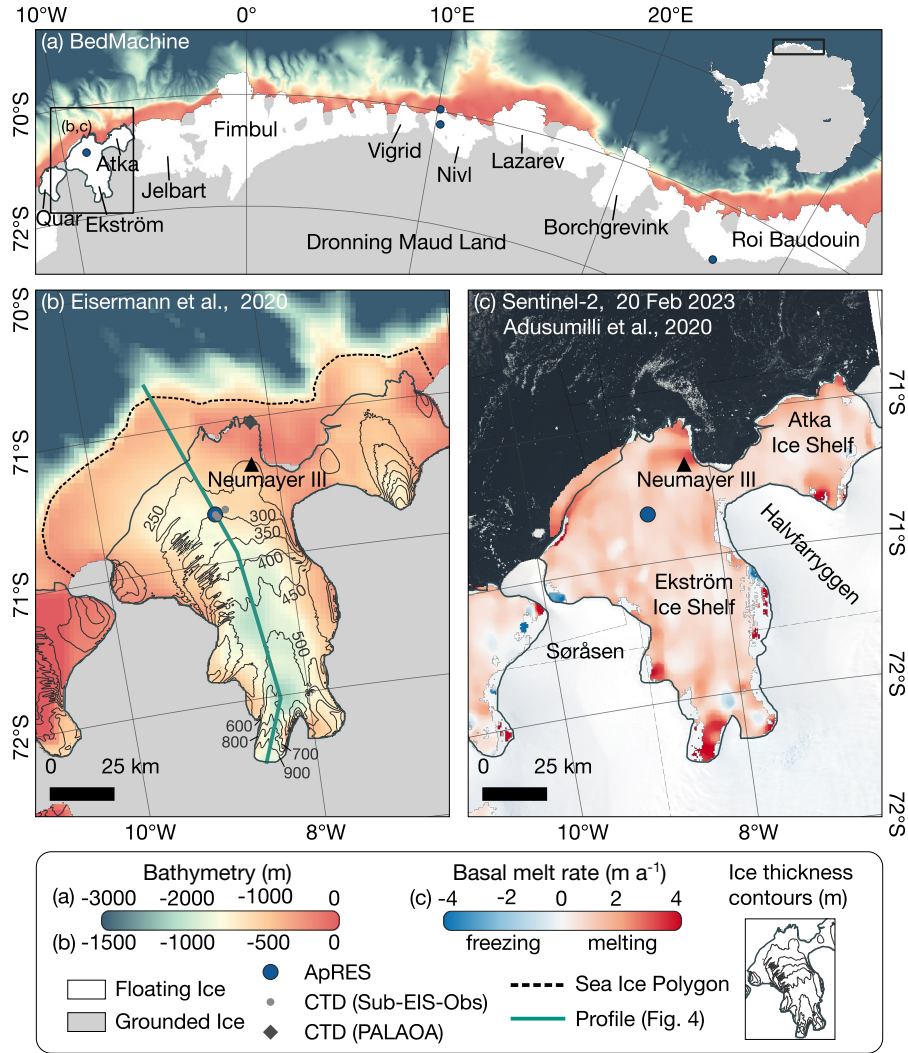 10°W 0° 10°E 20°E
(a) BedMachine
70°S
72°S
(b,c)
Atka
Quar
Ekström
Jelbart
Fimbul
Vigrid
Nivl
Lazarev
Borchgrevink
Roi Baudouin
Dronning Maud Land
(b) Eisermann et al., 2020
70°S
71°S
71°S
72°S
Neumayer III
250
300
350
400
450
500
600
800
700
900
0 25 km
10°W 8°W
(c) Sentinel-2, 20 Feb 2023
Adusumilli et al., 2020
71°S
71°S
72°S
72°S
Atka
Ice Shelf
Neumayer III
Halvfarryggen
Ekström
Ice Shelf
Søråsen
0 25 km
10°W 8°W
Bathymetry (m)
(a) -3000 -2000 -1000 0
(b) -1500 -1000 -500 0
Basal melt rate (m a⁻¹)
(c) -4 -2 0 2 4
freezing melting
Ice thickness
contours (m)
Floating Ice
Grounded Ice
ApRES
CTD (Sub-EIS-Obs)
CTD (PALAOA)
Sea Ice Polygon
Profile (Fig. 4)